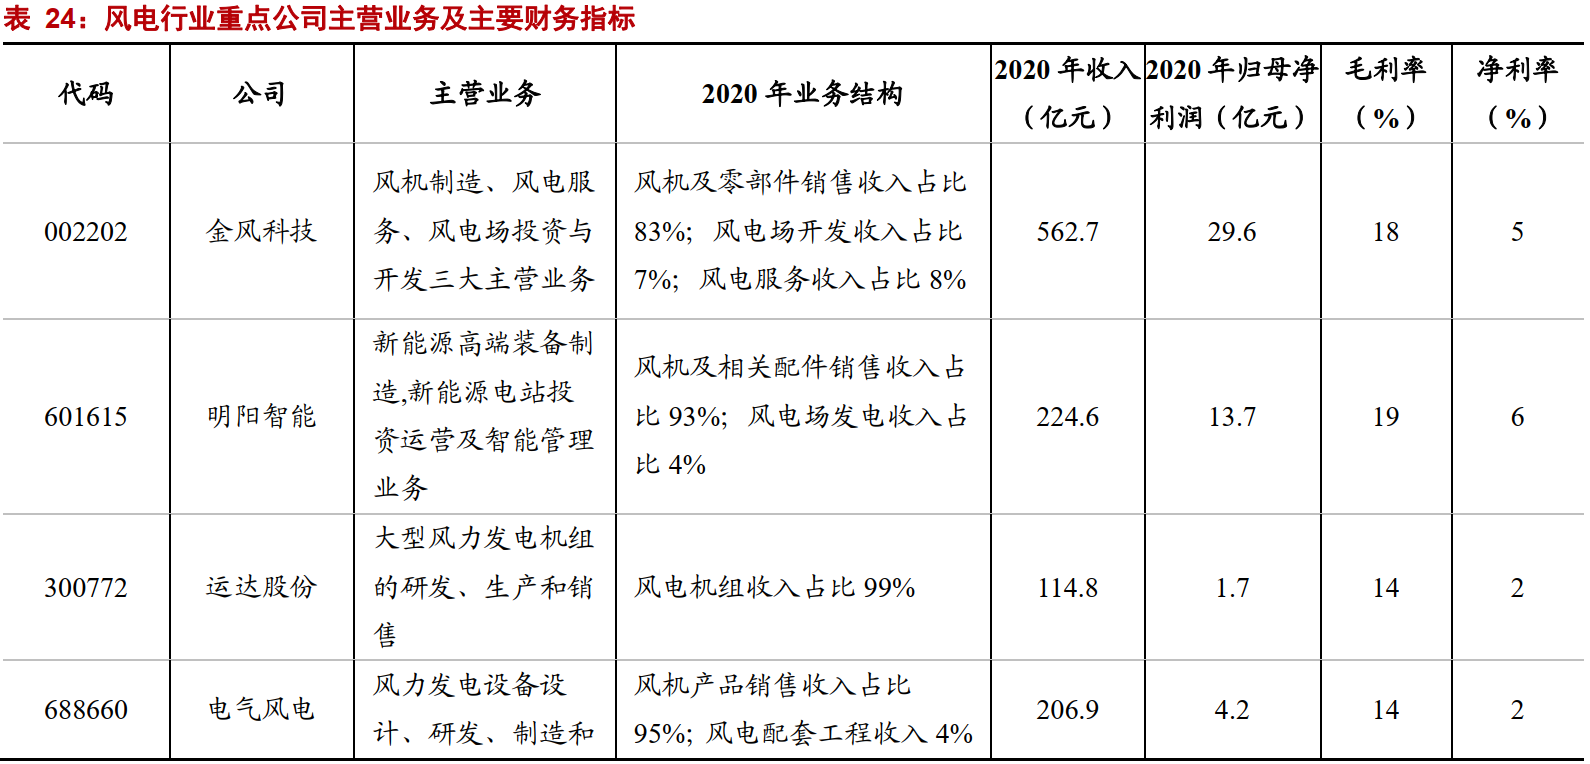 表 24：风电行业重点公司主营业务及主要财务指标
代码 公司 主营业务 2020 年业务结构 2020 年收入（亿元） 2020 年归母净利润（亿元） 毛利率（%） 净利率（%）
002202 金风科技
风机制造、风电服
务、风电场投资与
开发三大主营业务
风机及零部件销售收入占比
83%；风电场开发收入占比
7%；风电服务收入占比 8%
562.7 29.6 18 5
601615 明阳智能
新能源高端装备制
造,新能源电站投
资运营及智能管理
业务
风机及相关配件销售收入占
比 93%；风电场发电收入占
比 4%
224.6 13.7 19 6
300772 运达股份
大型风力发电机组
的研发、生产和销
售
风电机组收入占比 99%
114.8 1.7 14 2
688660 电气风电
风力发电设备设
计、研发、制造和
风机产品销售收入占比
95%；风电配套工程收入 4%
206.9 4.2 14 2